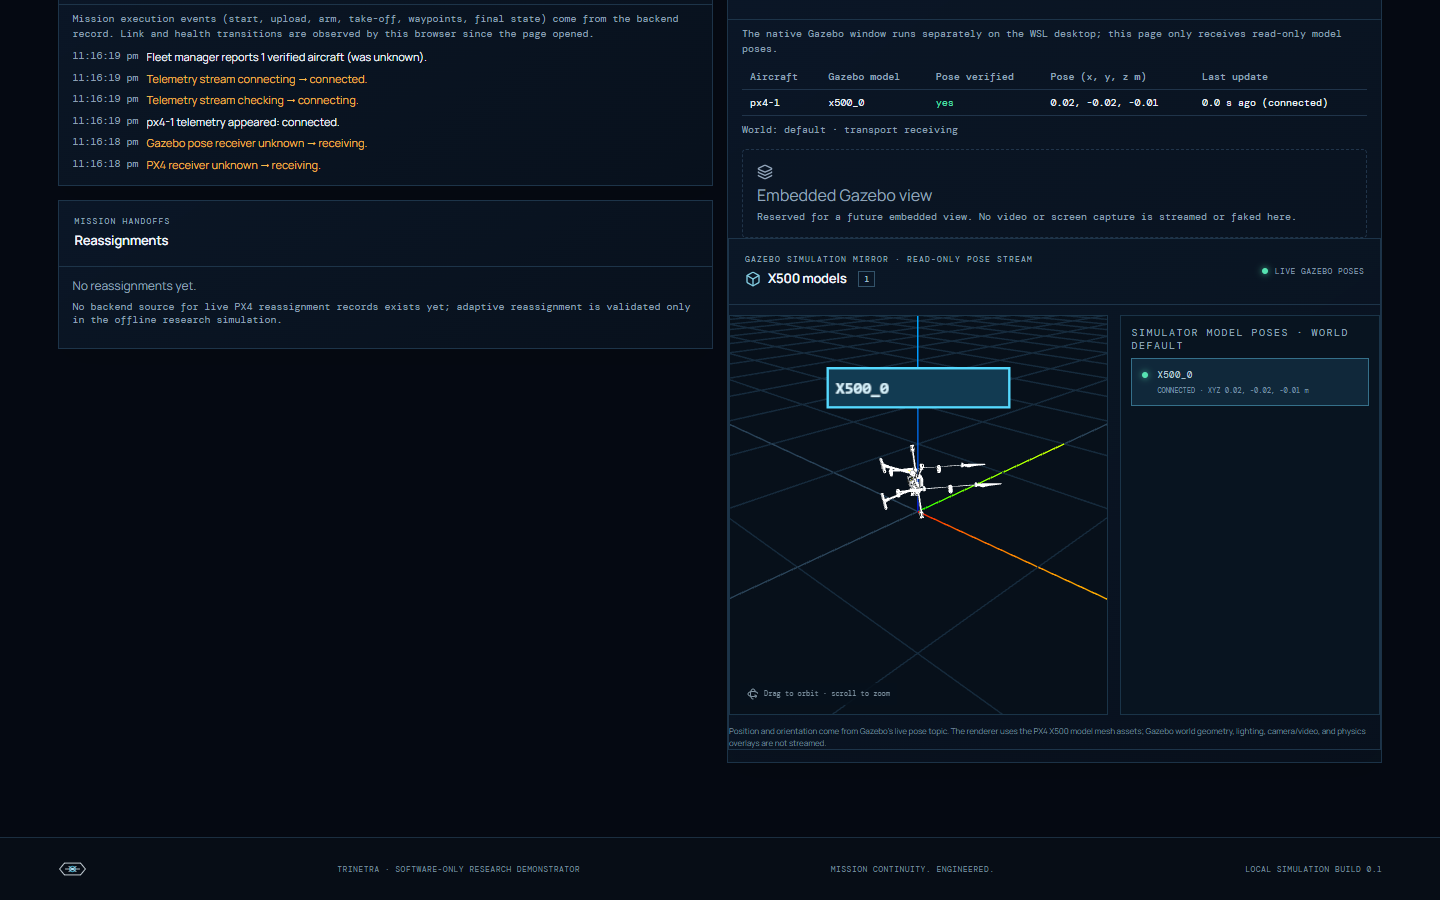 Mission execution events (start, upload, arm, take-off, waypoints, final state) come from the backend
record. Link and health transitions are observed by this browser since the page opened.
11:16:19 pm Fleet manager reports 1 verified aircraft (was unknown).
11:16:19 pm Telemetry stream connecting → connected.
11:16:19 pm Telemetry stream checking → connecting.
11:16:19 pm px4-1 telemetry appeared: connected.
11:16:18 pm Gazebo pose receiver unknown → receiving.
11:16:18 pm PX4 receiver unknown → receiving.
MISSION HANDOFFS
Reassignments
No reassignments yet.
No backend source for live PX4 reassignment records exists yet; adaptive reassignment is validated only
in the offline research simulation.
The native Gazebo window runs separately on the WSL desktop; this page only receives read-only model
poses.
Aircraft Gazebo model Pose verified Pose (x, y, z m) Last update
px4-1 x500_0 yes 0.02, -0.02, -0.01 0.0 s ago (connected)
World: default · transport receiving
Embedded Gazebo view
Reserved for a future embedded view. No video or screen capture is streamed or faked here.
GAZEBO SIMULATION MIRROR · READ-ONLY POSE STREAM
X500 models 1
LIVE GAZEBO POSES
X500_0
Drag to orbit · scroll to zoom
SIMULATOR MODEL POSES · WORLD
DEFAULT
X500_0
CONNECTED · XYZ 0.02, -0.02, -0.01 m
Position and orientation come from Gazebo's live pose topic. The renderer uses the PX4 X500 model mesh assets; Gazebo world geometry, lighting, camera/video, and physics
overlays are not streamed.
TRINETRA · SOFTWARE-ONLY RESEARCH DEMONSTRATOR
MISSION CONTINUITY. ENGINEERED.
LOCAL SIMULATION BUILD 0.1